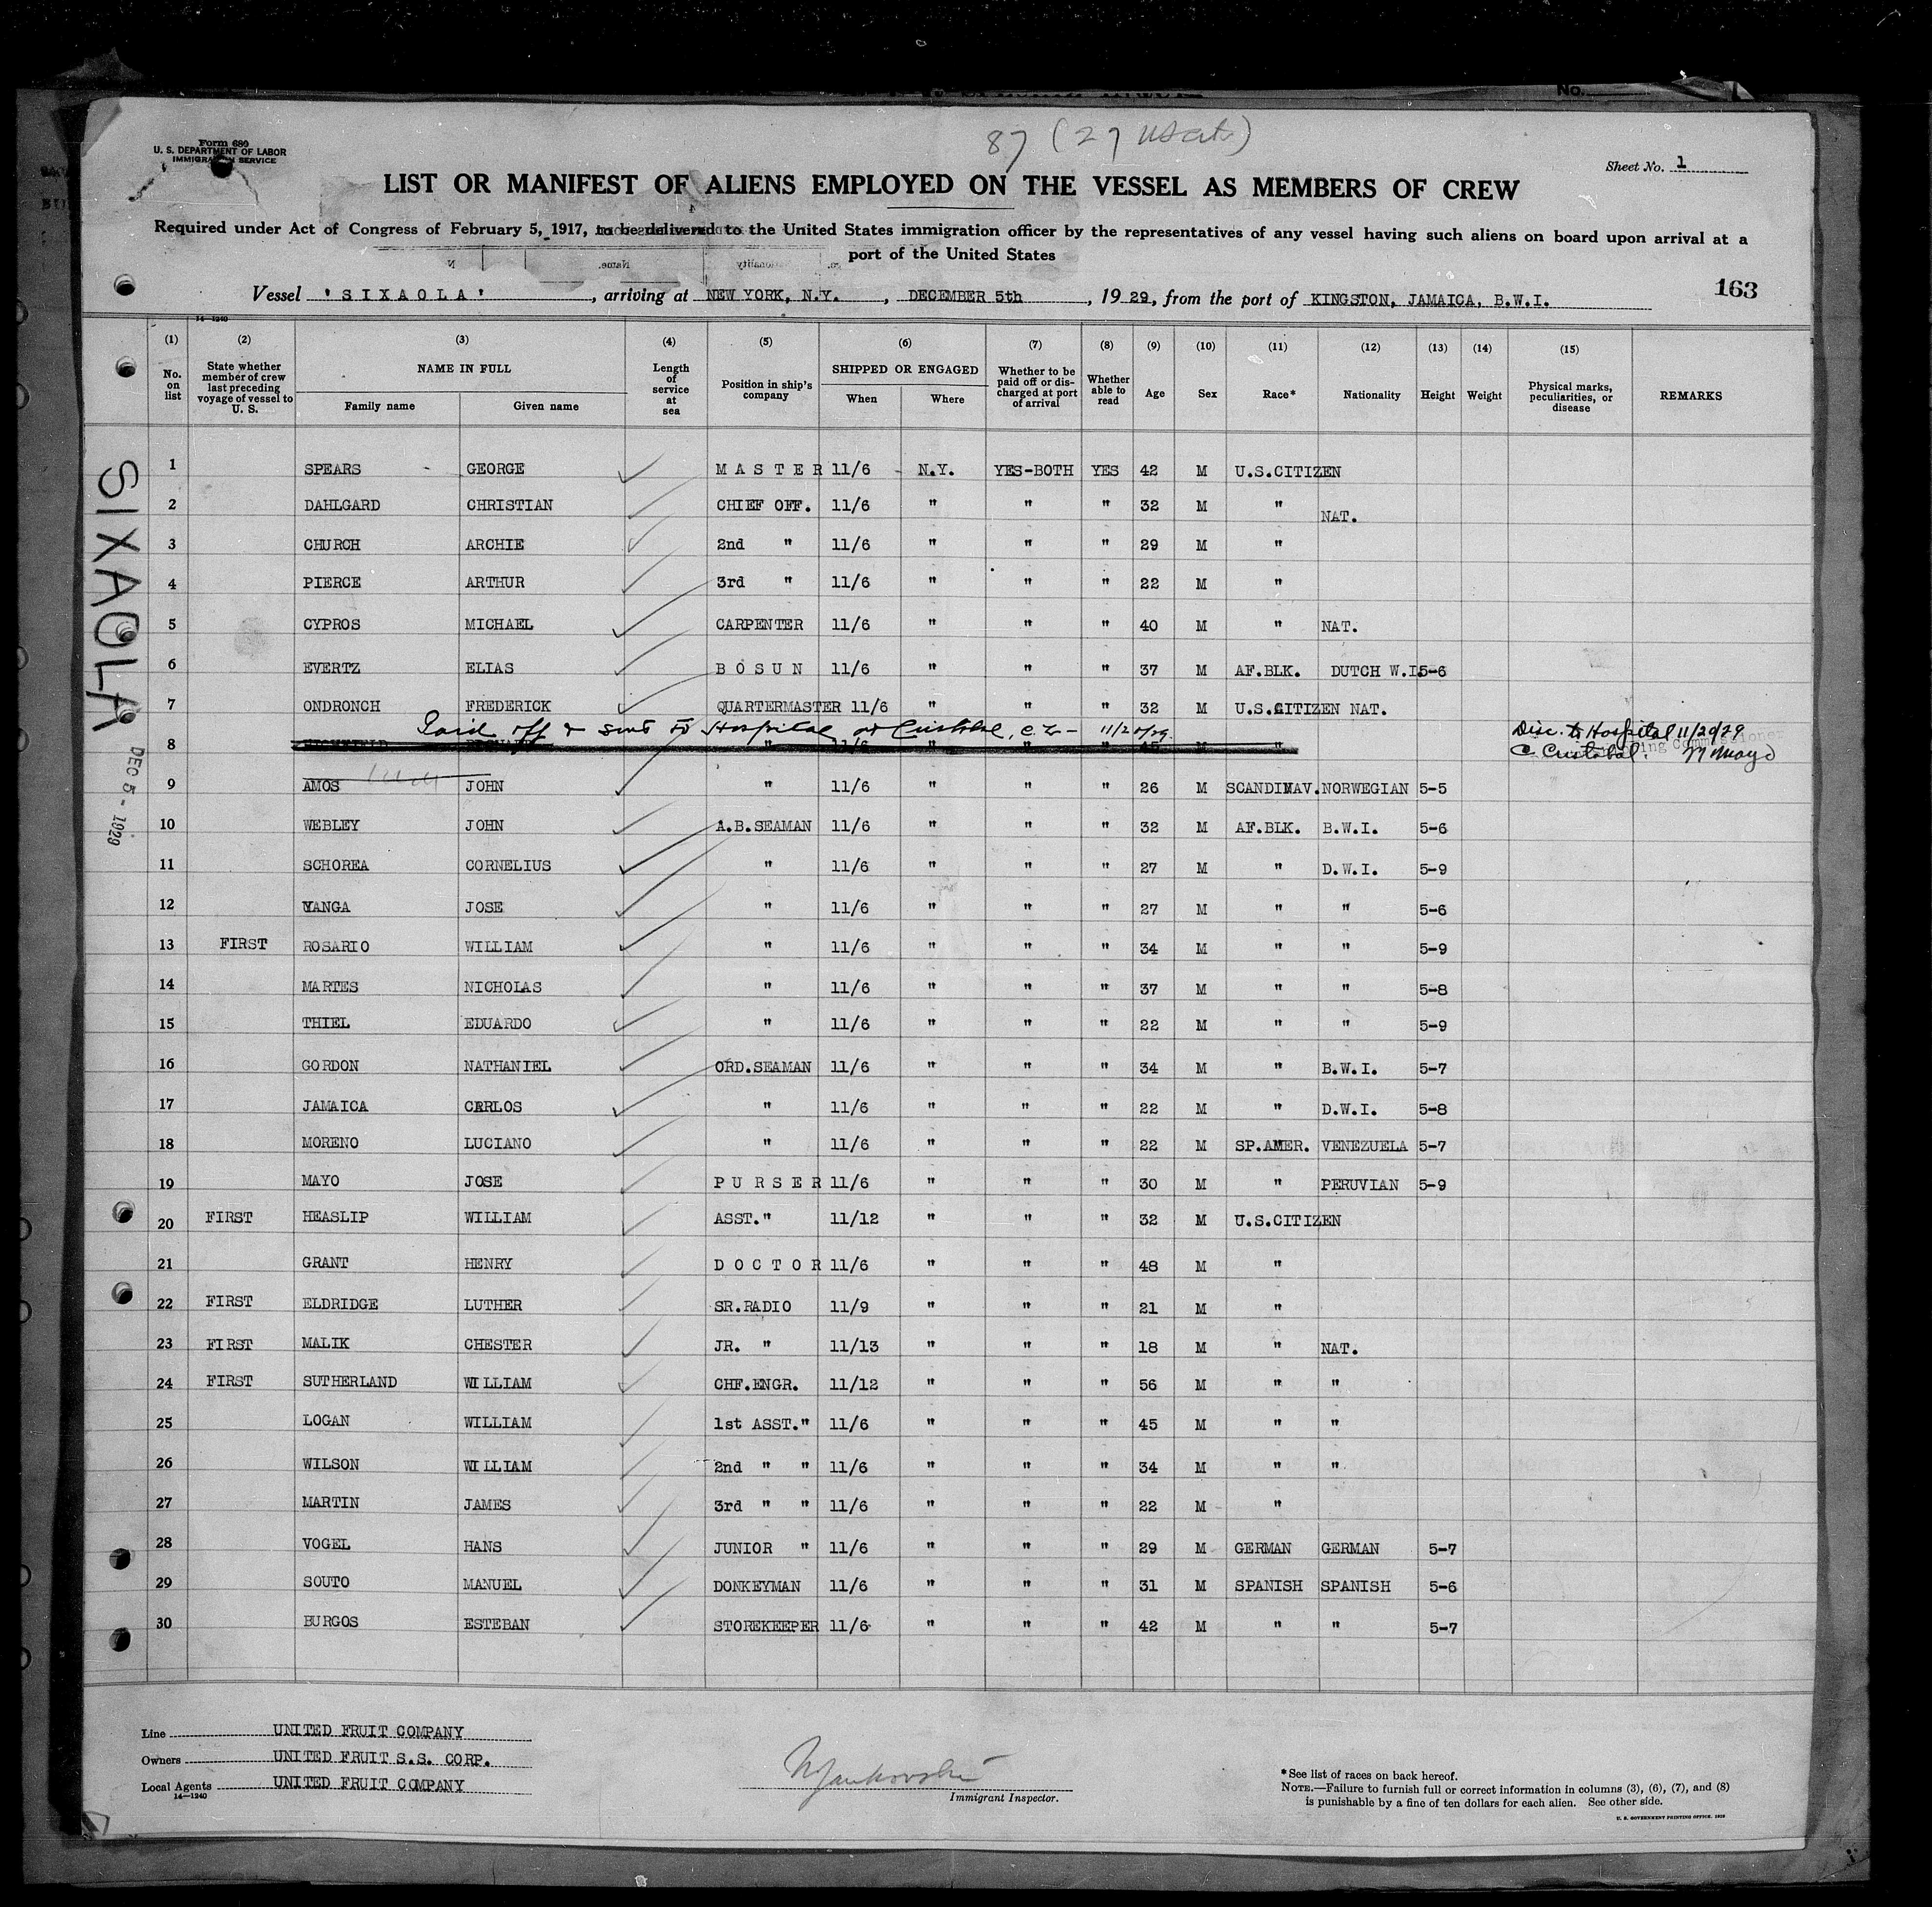 No.
87 (27
Form 680
U. S. DEPARTMENT OF LABOR
IMMIGRATION SERVICE
Sheet No. 1
LIST OR MANIFEST OF ALIENS EMPLOYED ON THE VESSEL AS MEMBERS OF CREW
Required under Act of Congress of February 5, 1917, to be delivered to the United States immigration officer by the representatives of any vessel having such aliens on board upon arrival at a
port of the United States
163
Vessel 'SIXAOLA', arriving at NEW YORK, N.Y., DECEMBER 5th, 1929, from the port of KINGSTON, JAMAICA, B.W.I.
14-1240
(1) (2) (3) (4) (5) (6) (7) (8) (9) (10) (11) (12) (13) (14) (15)
No. on list State whether member of crew last preceding voyage of vessel to U. S. NAME IN FULL Family name Given name Length of service at sea Position in ship's company SHIPPED OR ENGAGED When Where Whether to be paid off or discharged at port of arrival Whether able to read Age Sex Race* Nationality Height Weight Physical marks, peculiarities, or disease REMARKS
SIXAOLA
DEC 5 - 1929
1 SPEARS - GEORGE MASTER 11/6 - N.Y. YES-BOTH YES 42 M U.S.CITIZEN
2 DAHLGARD CHRISTIAN CHIEF OFF. 11/6 " " " 32 M " NAT.
3 CHURCH ARCHIE 2nd " 11/6 " " " 29 M "
4 PIERCE ARTHUR 3rd " 11/6 " " " 22 M "
5 CYPROS MICHAEL CARPENTER 11/6 " " " 40 M " NAT.
6 EVERTZ ELIAS BOSUN 11/6 " " " 37 M AF.BLK. DUTCH W.I. 5-6
7 ONDRONCH FREDERICK QUARTERMASTER 11/6 " " " 32 M U.S.CITIZEN NAT.
Paid off & sent to Hospital at Cristobal, C.Z. - 11/20/29.
Disc. to Hospital 11/20/29
8 " 11/6 " " " 45 M "
Cristobal. Mayo
9 AMOS JOHN " 11/6 " " " 26 M SCANDINAV. NORWEGIAN 5-5
10 WEBLEY JOHN A.B.SEAMAN 11/6 " " " 32 M AF.BLK. B.W.I. 5-6
11 SCHOREA CORNELIUS " 11/6 " " " 27 M " D.W.I. 5-9
12 YANGA JOSE " 11/6 " " " 27 M " " 5-6
13 FIRST ROSARIO WILLIAM " 11/6 " " " 34 M " " 5-9
14 MARTES NICHOLAS " 11/6 " " " 37 M " " 5-8
15 THIEL EDUARDO " 11/6 " " " 22 M " " 5-9
16 GORDON NATHANIEL ORD.SEAMAN 11/6 " " " 34 M " B.W.I. 5-7
17 JAMAICA CARLOS " 11/6 " " " 22 M " D.W.I. 5-8
18 MORENO LUCIANO " 11/6 " " " 22 M SP.AMER. VENEZUELA 5-7
19 MAYO JOSE PURSER 11/6 " " " 30 M " PERUVIAN 5-9
20 FIRST HEASLIP WILLIAM ASST." 11/12 " " " 32 M U.S.CITIZEN
21 GRANT HENRY DOCTOR 11/6 " " " 48 M "
22 FIRST ELDRIDGE LUTHER SR.RADIO 11/9 " " " 21 M "
23 FIRST MALIK CHESTER JR. " 11/13 " " " 18 M " NAT.
24 FIRST SUTHERLAND WILLIAM CHF.ENGR. 11/12 " " " 56 M " "
25 LOGAN WILLIAM 1st ASST." 11/6 " " " 45 M " "
26 WILSON WILLIAM 2nd " " 11/6 " " " 34 M " "
27 MARTIN JAMES 3rd " " 11/6 " " " 22 M "
28 VOGEL HANS JUNIOR " 11/6 " " " 29 M GERMAN GERMAN 5-7
29 SOUTO MANUEL DONKEYMAN 11/6 " " " 31 M SPANISH SPANISH 5-6
30 BURGOS ESTEBAN STOREKEEPER 11/6 " " " 42 M " " 5-7
Line UNITED FRUIT COMPANY
Owners UNITED FRUIT S.S. CORP.
Local Agents UNITED FRUIT COMPANY
14-1240
Immigrant Inspector.
*See list of races on back hereof.
NOTE.—Failure to furnish full or correct information in columns (3), (6), (7), and (8)
is punishable by a fine of ten dollars for each alien. See other side.
U. S. GOVERNMENT PRINTING OFFICE. 1929